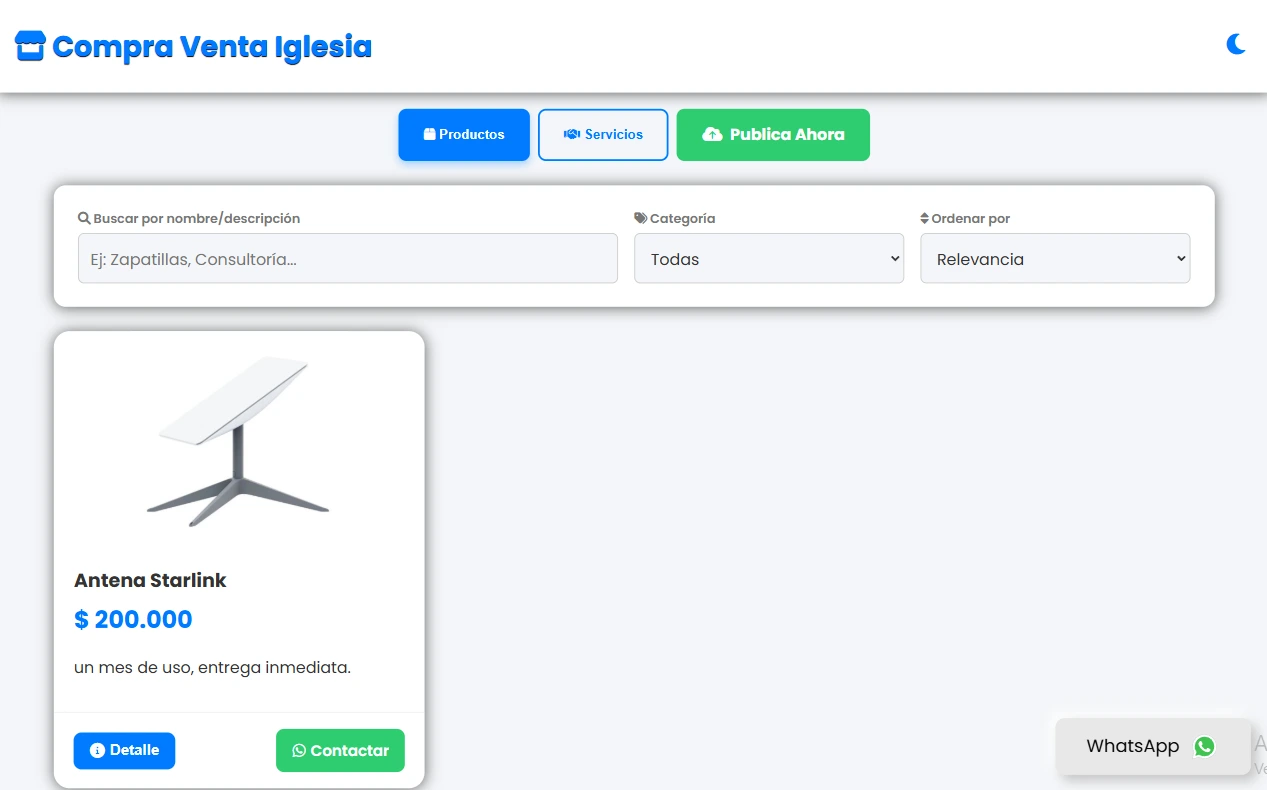 Compra Venta Iglesia
Productos
Servicios
Publica Ahora
Buscar por nombre/descripción
Categoría
Ordenar por
Ej: Zapatillas, Consultoría...
Todas
Relevancia
Antena Starlink
$ 200.000
un mes de uso, entrega inmediata.
Detalle
Contactar
WhatsApp